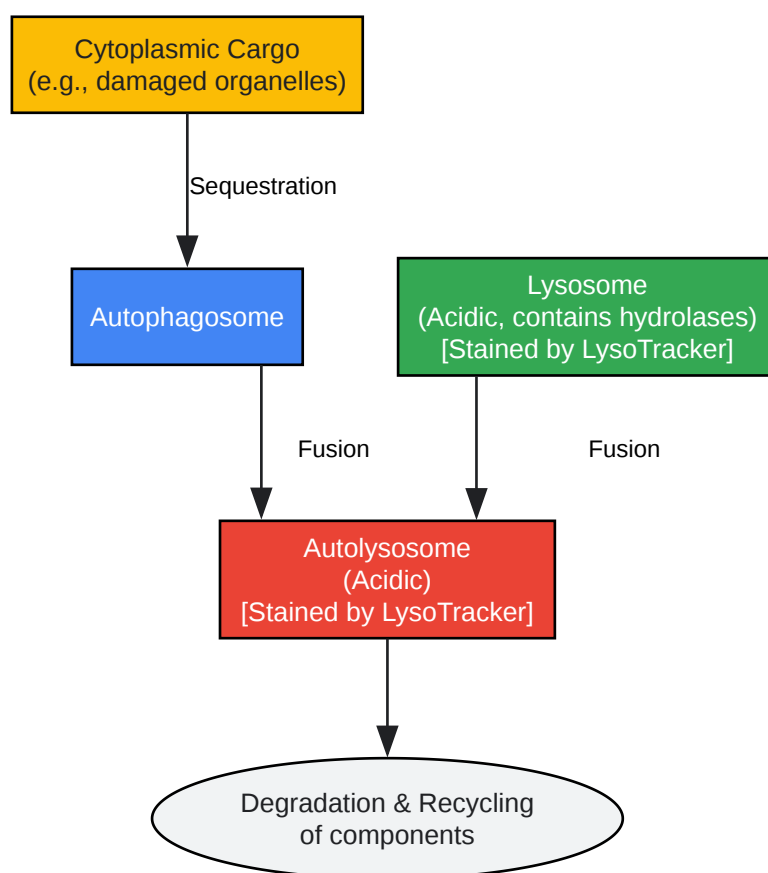 Cytoplasmic Cargo
(e.g., damaged organelles)
Sequestration
Autophagosome
Lysosome
(Acidic, contains hydrolases)
[Stained by LysoTracker]
Fusion
Fusion
Autolysosome
(Acidic)
[Stained by LysoTracker]
Degradation & Recycling
of components